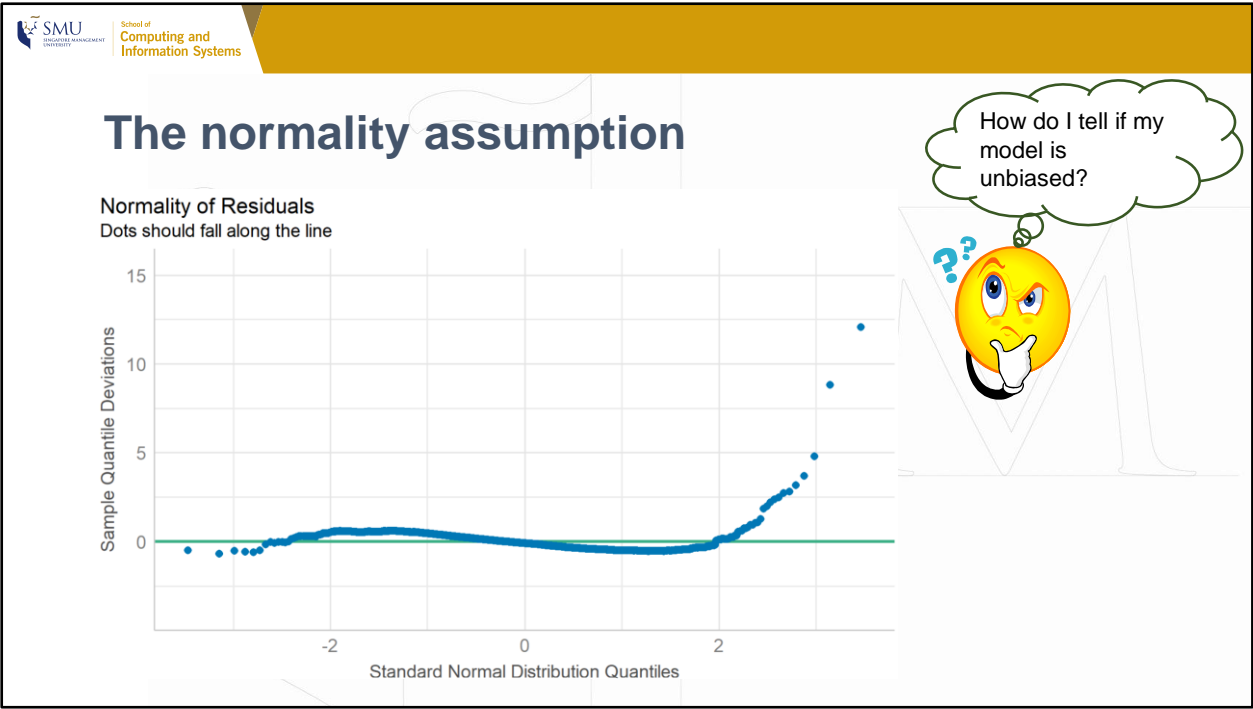 SMU
SINGAPORE MANAGEMENT
UNIVERSITY
School of
Computing and
Information Systems
The normality assumption
How do I tell if my
model is
unbiased?
??
Normality of Residuals
Dots should fall along the line
Sample Quantile Deviations
15
10
5
0
-2
0
2
Standard Normal Distribution Quantiles